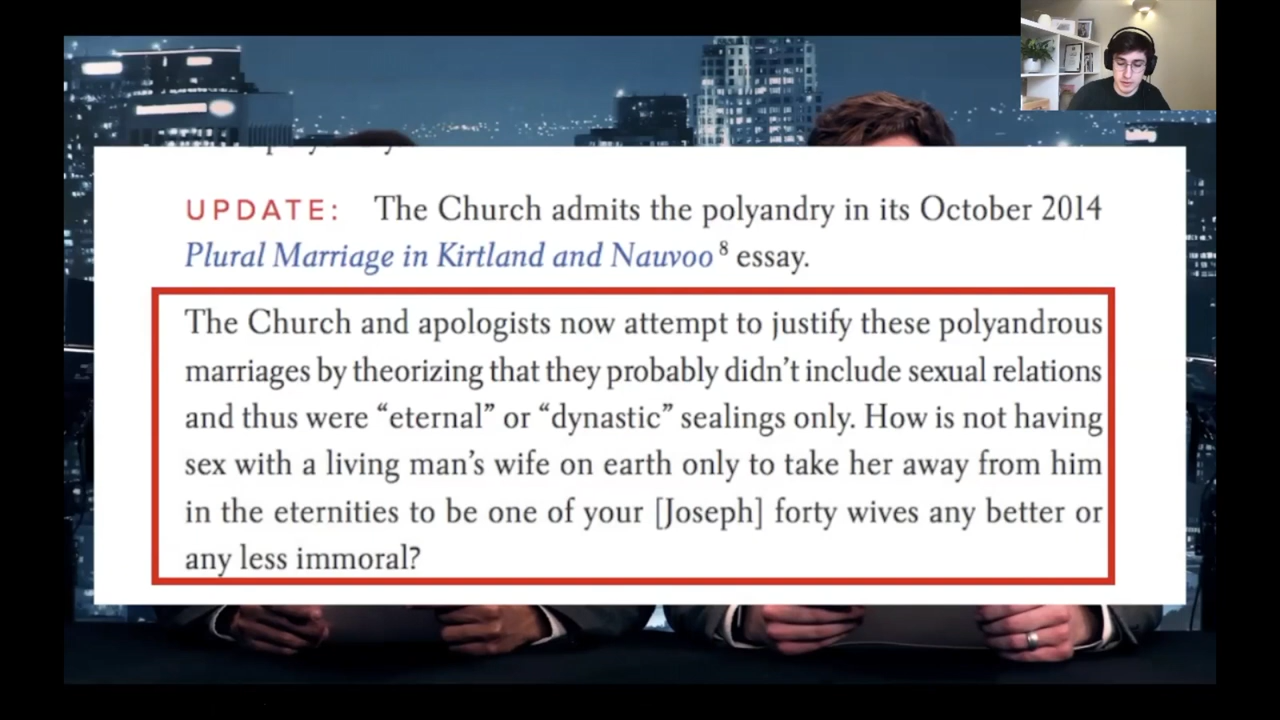 UPDATE: The Church admits the polyandry in its October 2014
Plural Marriage in Kirtland and Nauvoo⁸ essay.
The Church and apologists now attempt to justify these polyandrous
marriages by theorizing that they probably didn’t include sexual relations
and thus were “eternal” or “dynastic” sealings only. How is not having
sex with a living man’s wife on earth only to take her away from him
in the eternities to be one of your [Joseph] forty wives any better or
any less immoral?